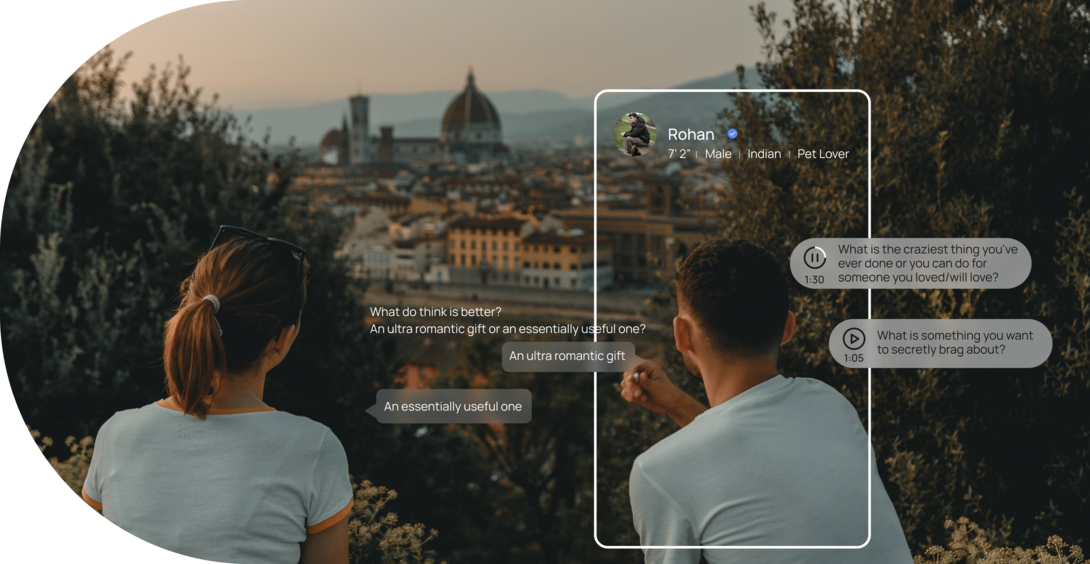 Rohan
7' 2" | Male | Indian | Pet Lover
What is the craziest thing you've
ever done or you can do for
someone you loved/will love?
1:30
What do think is better?
An ultra romantic gift or an essentially useful one?
What is something you want
to secretly brag about?
1:05
An ultra romantic gift
An essentially useful one